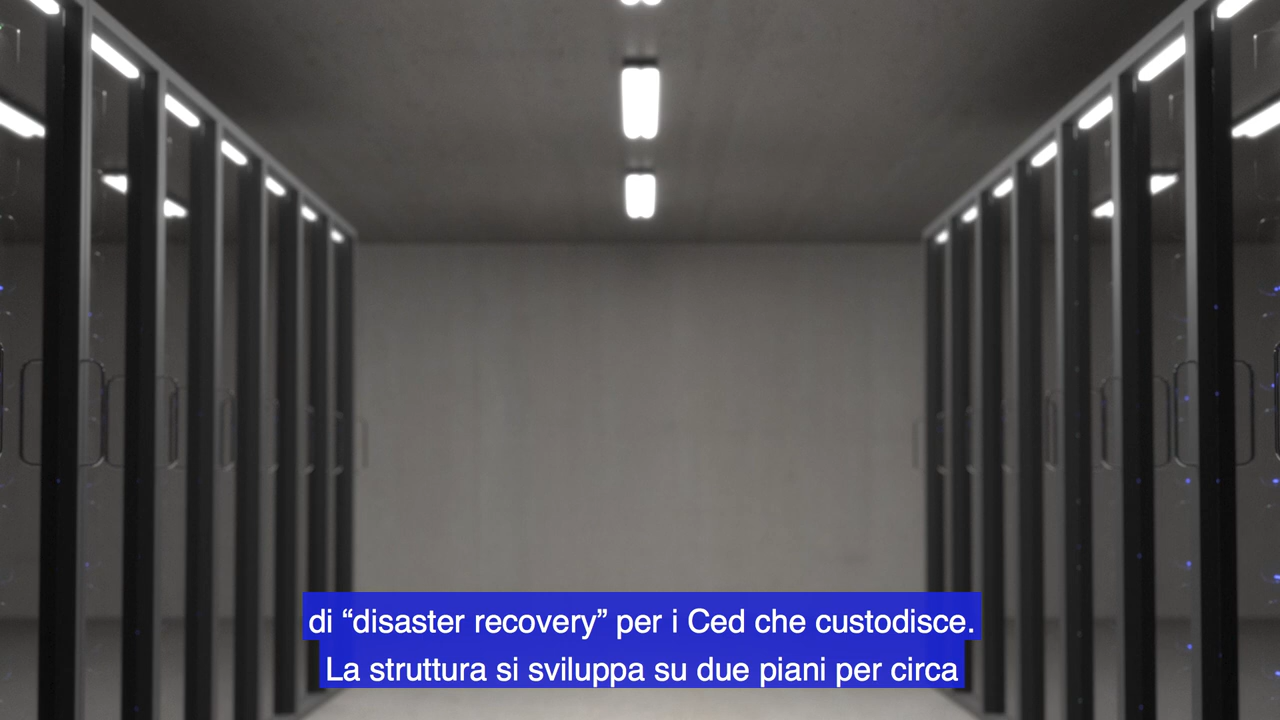 di “disaster recovery” per i Ced che custodisce.
La struttura si sviluppa su due piani per circa